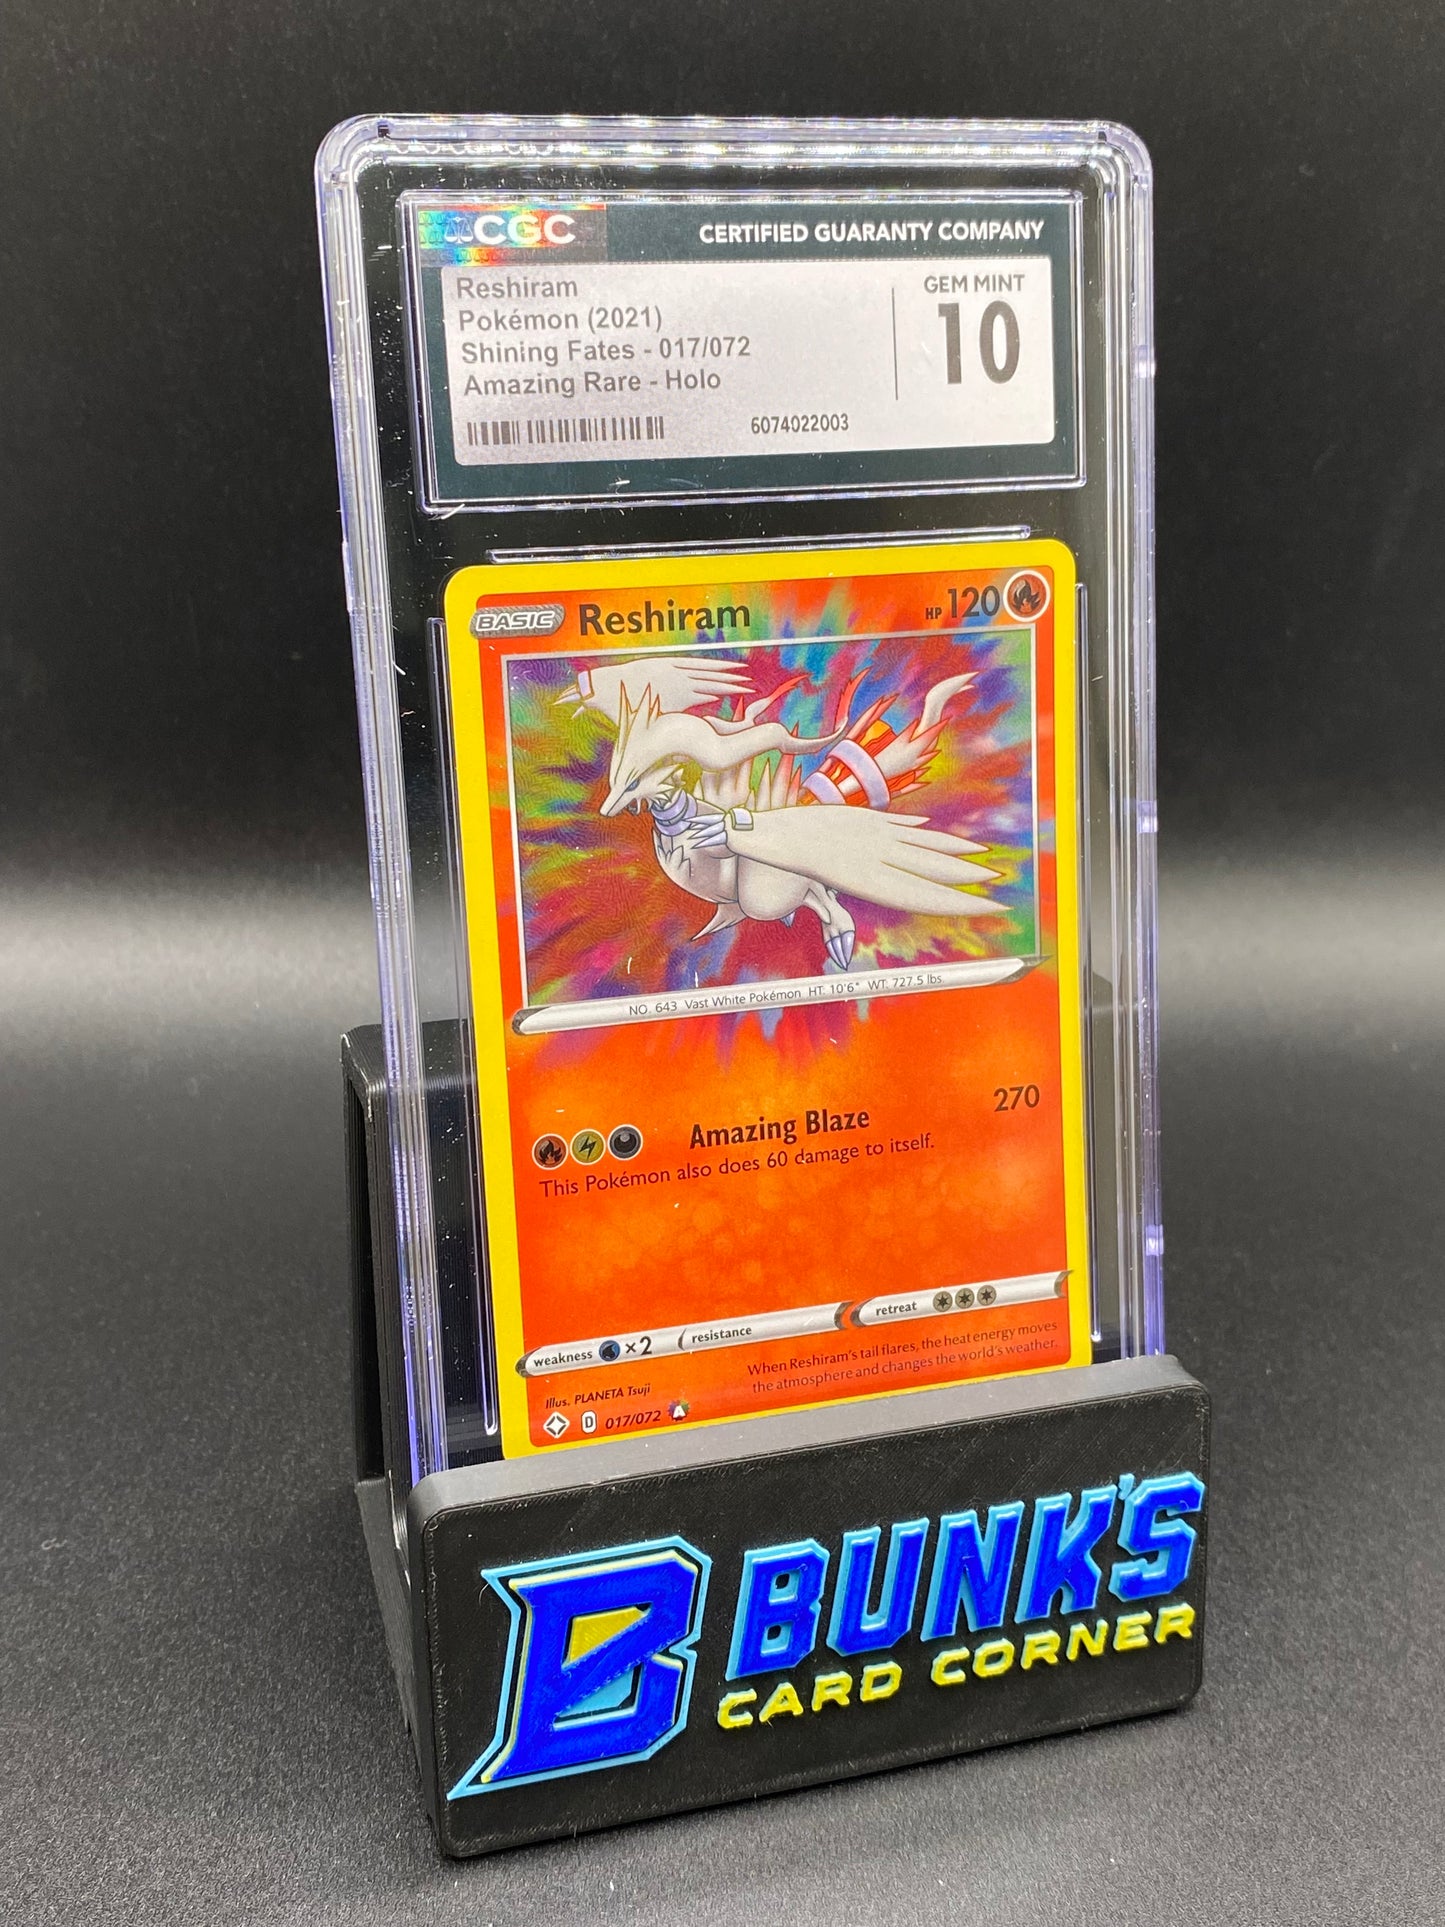 CGC
CERTIFIED GUARANTY COMPANY
Reshiram
Pokémon (2021)
Shining Fates - 017/072
Amazing Rare - Holo
6074022003
GEM MINT
10
BASIC Reshiram HP 120
NO. 643 Vast White Pokémon HT: 10'6" WT: 727.5 lbs
Amazing Blaze 270
This Pokémon also does 60 damage to itself.
weakness ×2 resistance retreat
When Reshiram's tail flares, the heat energy moves
the atmosphere and changes the world's weather.
Illus. PLANETA Tsuji
D 017/072 A
B BUNK'S
CARD CORNER